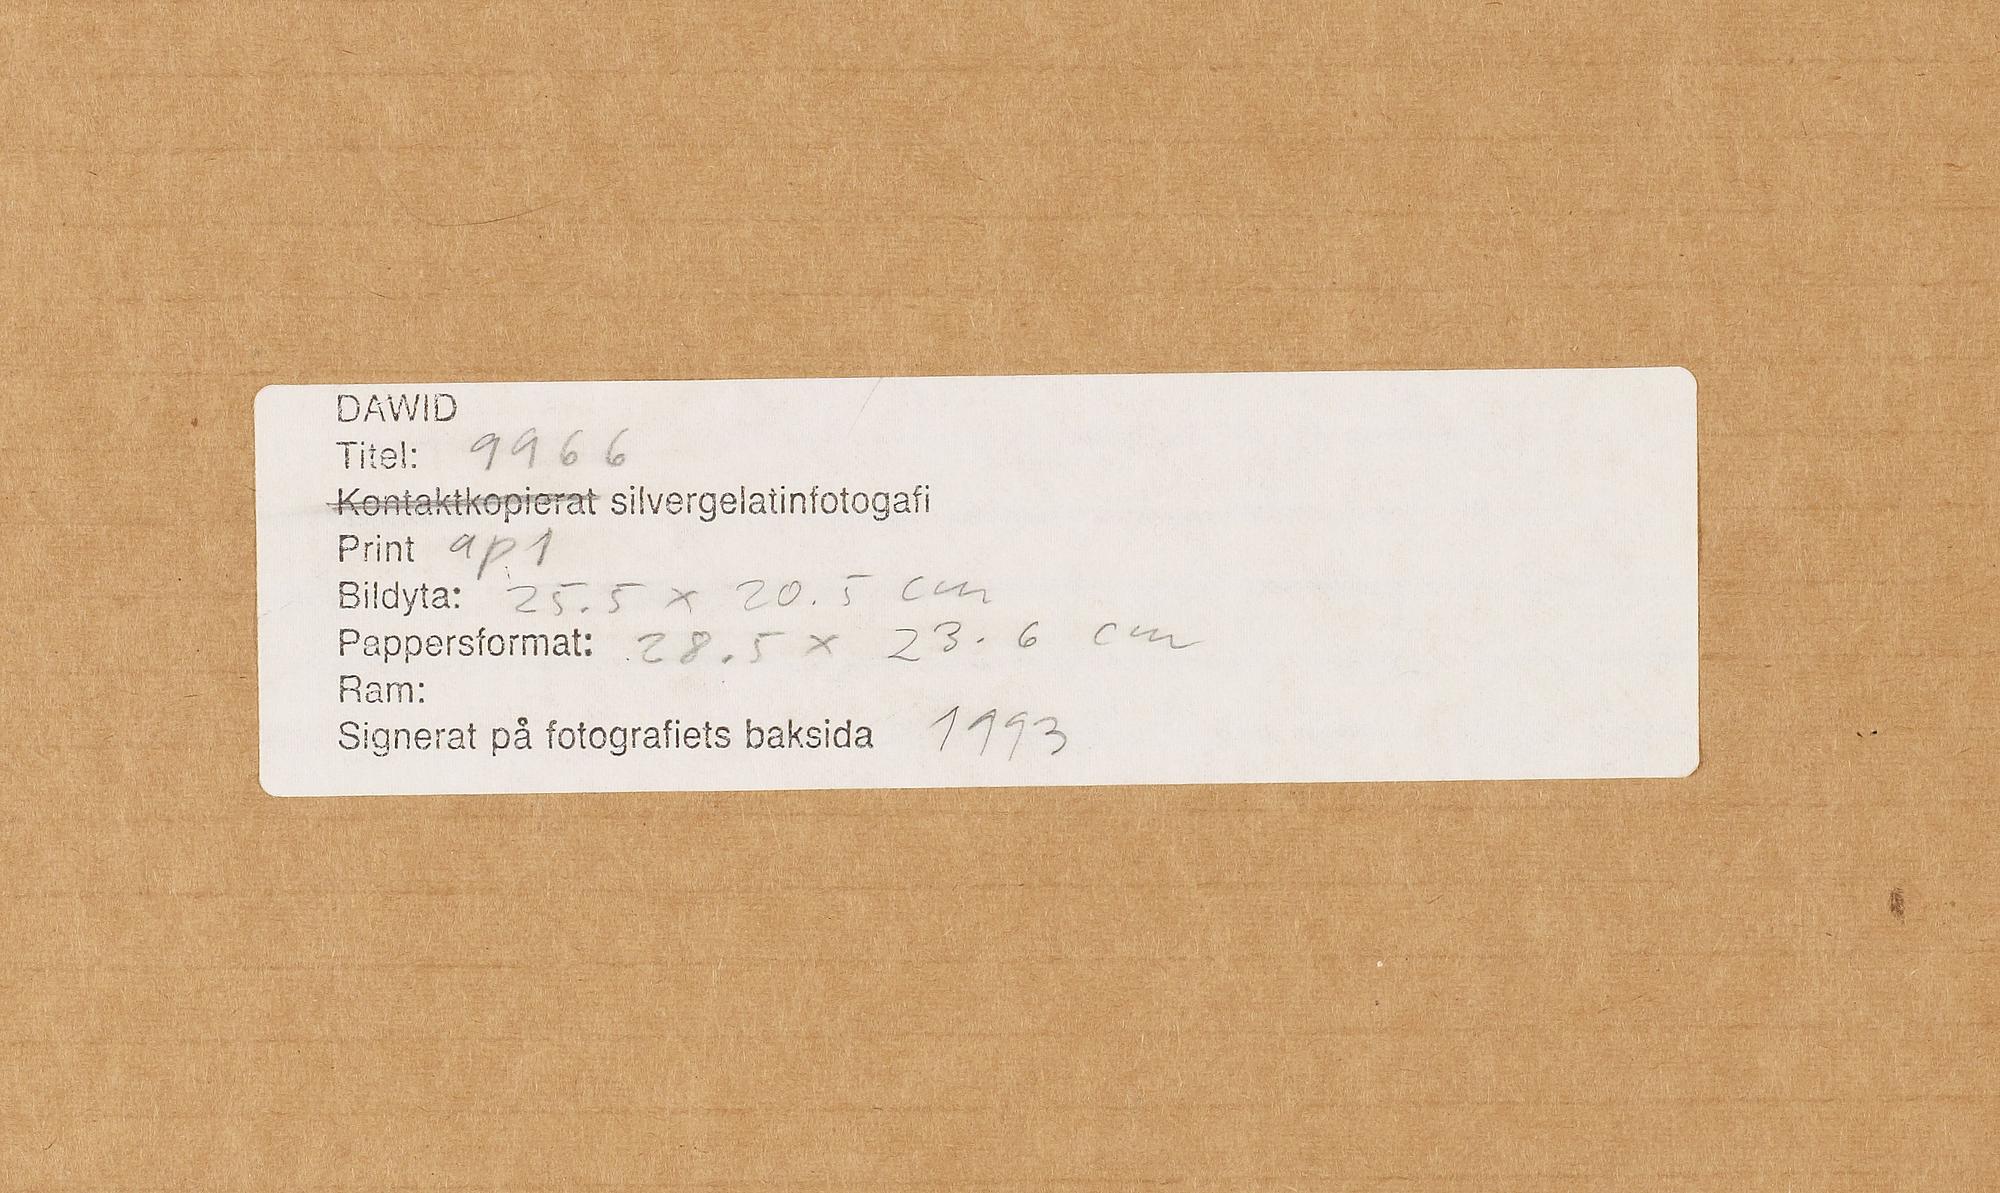 DAWID
Titel: 9966
Kontaktkopierat silvergelatinfotogafi
Print ap1
Bildyta: 25.5 x 20.5 cm
Pappersformat: 28.5 x 23.6 cm
Ram:
Signerat på fotografiets baksida 1993